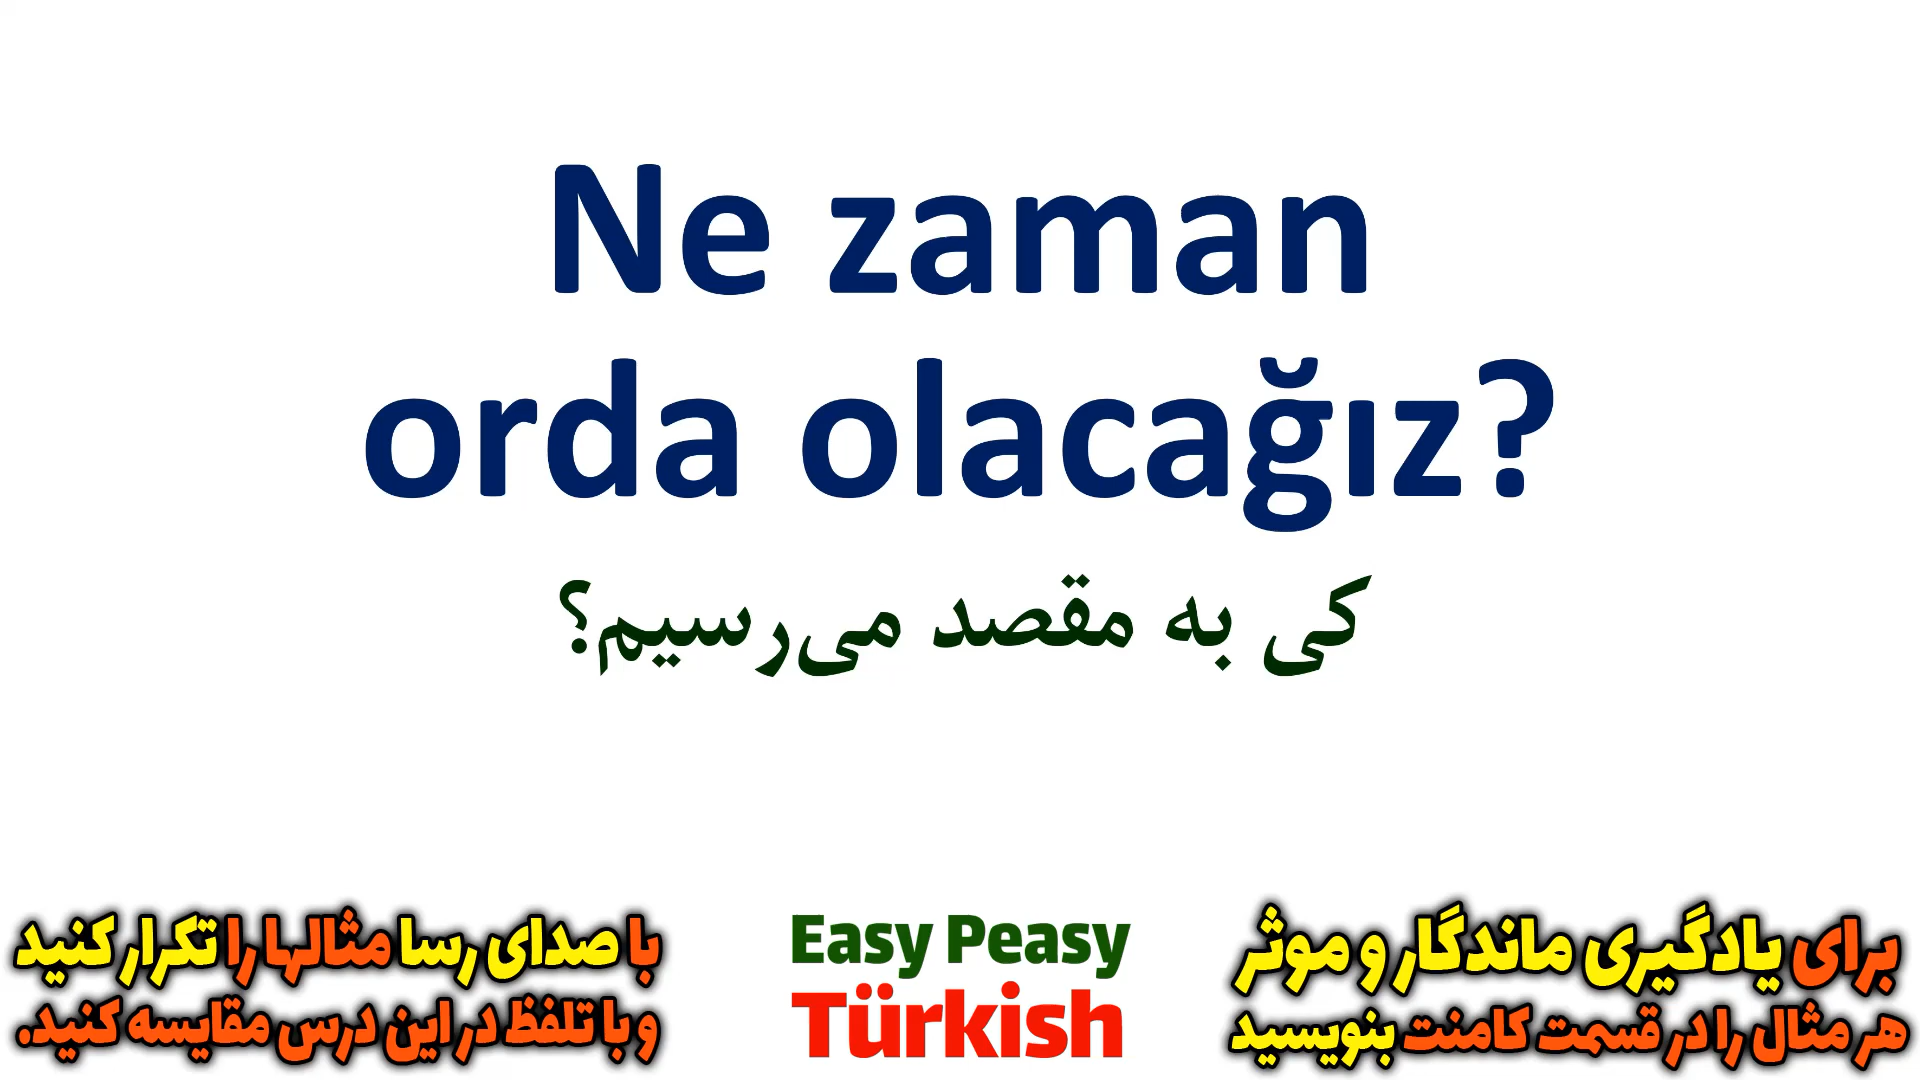 Ne zaman
orda olacağız?
کی به مقصد می‌رسیم؟
برای یادگیری ماندگار و موثر
هر مثال را در قسمت کامنت بنویسید
Easy Peasy
Türkish
با صدای رسا مثالها را تکرار کنید
و با تلفظ در این درس مقایسه کنید.